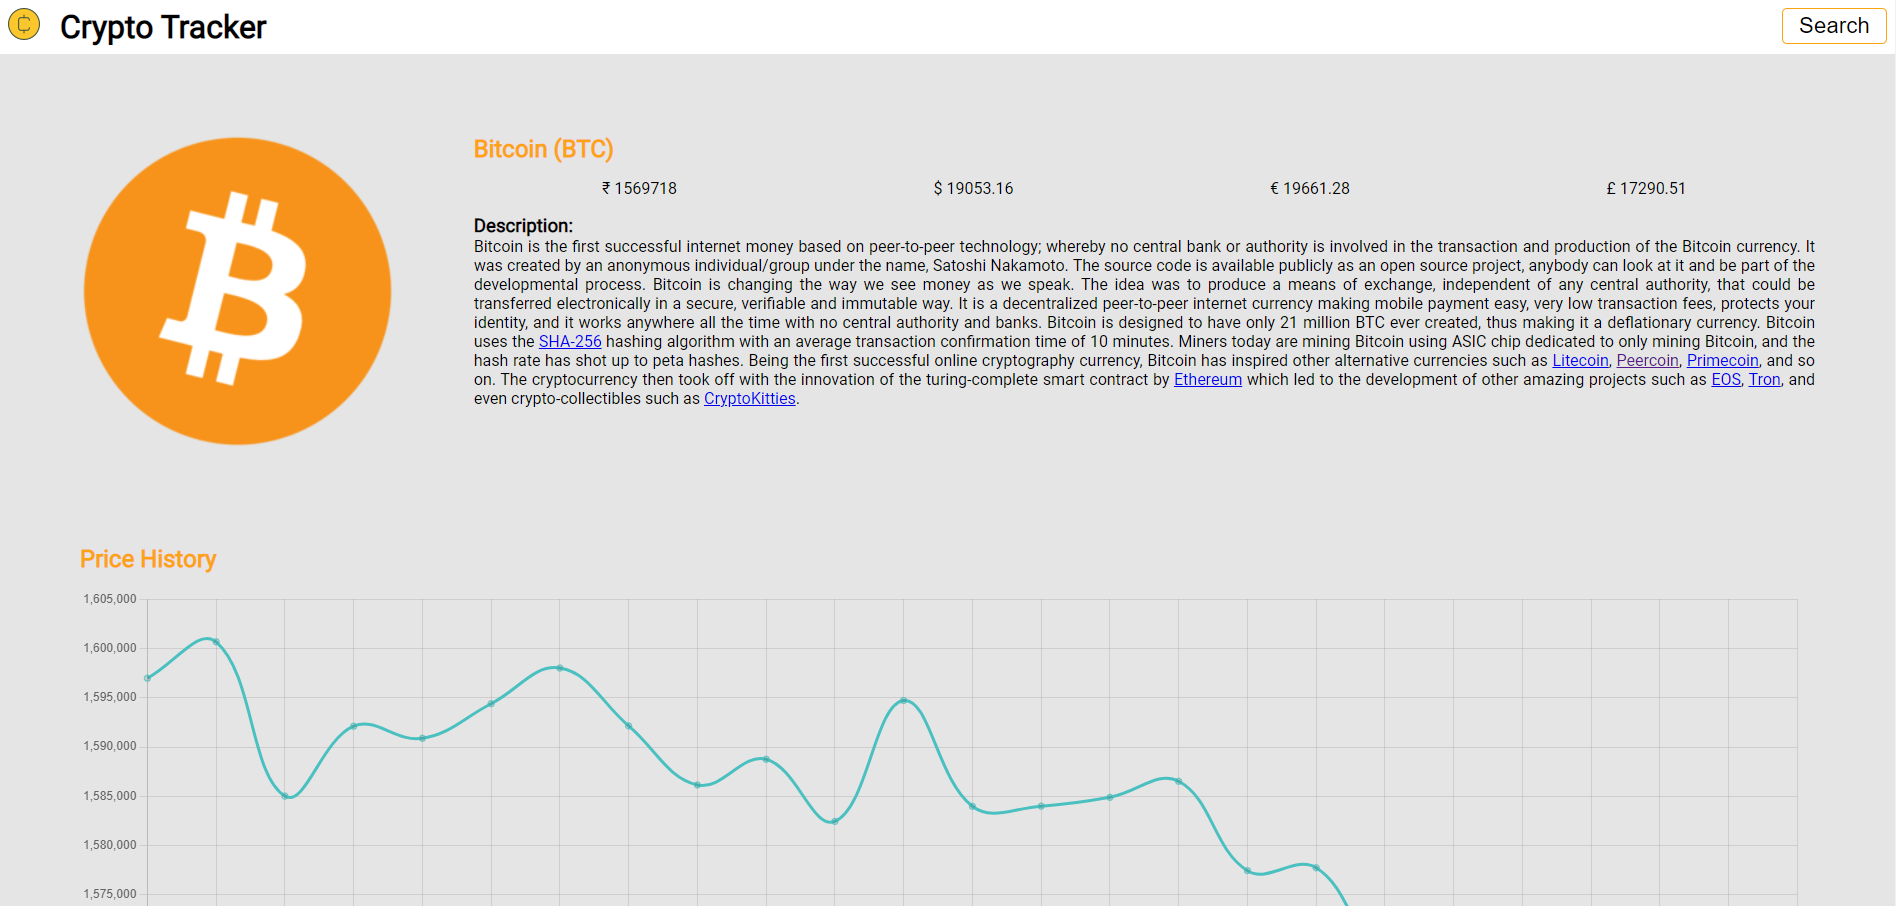 Crypto Tracker
Search
Bitcoin (BTC)
₹ 1569718 $ 19053.16 € 19661.28 £ 17290.51
Description:
Bitcoin is the first successful internet money based on peer-to-peer technology; whereby no central bank or authority is involved in the transaction and production of the Bitcoin currency. It
was created by an anonymous individual/group under the name, Satoshi Nakamoto. The source code is available publicly as an open source project, anybody can look at it and be part of the
developmental process. Bitcoin is changing the way we see money as we speak. The idea was to produce a means of exchange, independent of any central authority, that could be
transferred electronically in a secure, verifiable and immutable way. It is a decentralized peer-to-peer internet currency making mobile payment easy, very low transaction fees, protects your
identity, and it works anywhere all the time with no central authority and banks. Bitcoin is designed to have only 21 million BTC ever created, thus making it a deflationary currency. Bitcoin
uses the SHA-256 hashing algorithm with an average transaction confirmation time of 10 minutes. Miners today are mining Bitcoin using ASIC chip dedicated to only mining Bitcoin, and the
hash rate has shot up to peta hashes. Being the first successful online cryptography currency, Bitcoin has inspired other alternative currencies such as Litecoin, Peercoin, Primecoin, and so
on. The cryptocurrency then took off with the innovation of the turing-complete smart contract by Ethereum which led to the development of other amazing projects such as EOS, Tron, and
even crypto-collectibles such as CryptoKitties.
Price History
1,605,000
1,600,000
1,595,000
1,590,000
1,585,000
1,580,000
1,575,000